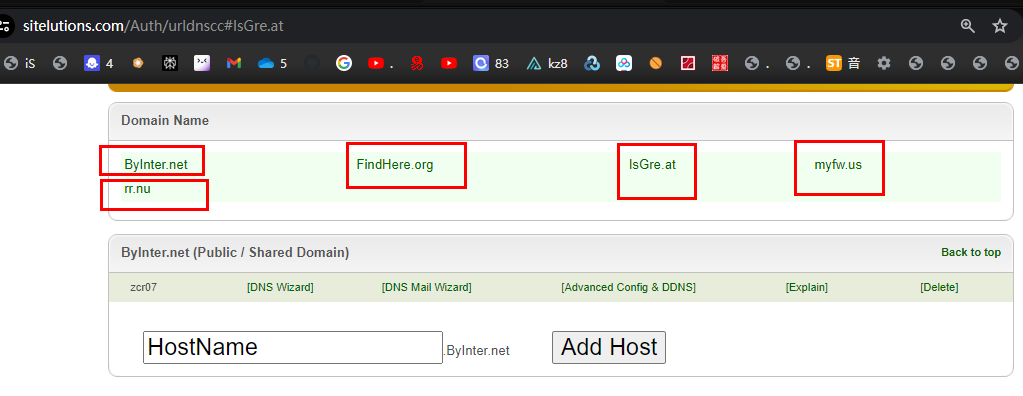 sitelutions.com/Auth/urldnscc#IsGre.at
iS 4 5 . 83 kz8 . . ST 音
Domain Name
ByInter.net FindHere.org IsGre.at myfw.us
rr.nu
ByInter.net (Public / Shared Domain) Back to top
zcr07 [DNS Wizard] [DNS Mail Wizard] [Advanced Config & DDNS] [Explain] [Delete]
HostName .ByInter.net Add Host